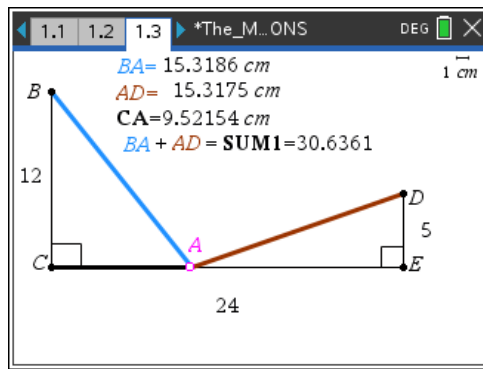 1.1 1.2 1.3 *The_M...ONS DEG
BA= 15.3186 cm
1 cm
AD= 15.3175 cm
CA=9.52154 cm
BA + AD = SUM1=30.6361
B
12
D
5
A
C
E
24